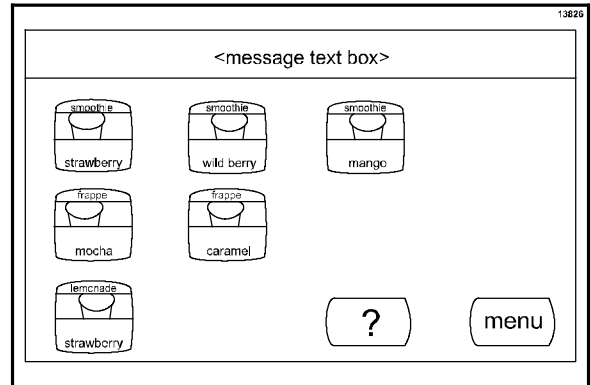 13826
<message text box>
smoothie smoothie smoothie
strawberry wild berry mango
frappe frappe
mocha caramel
lemonade
strawberry
? menu